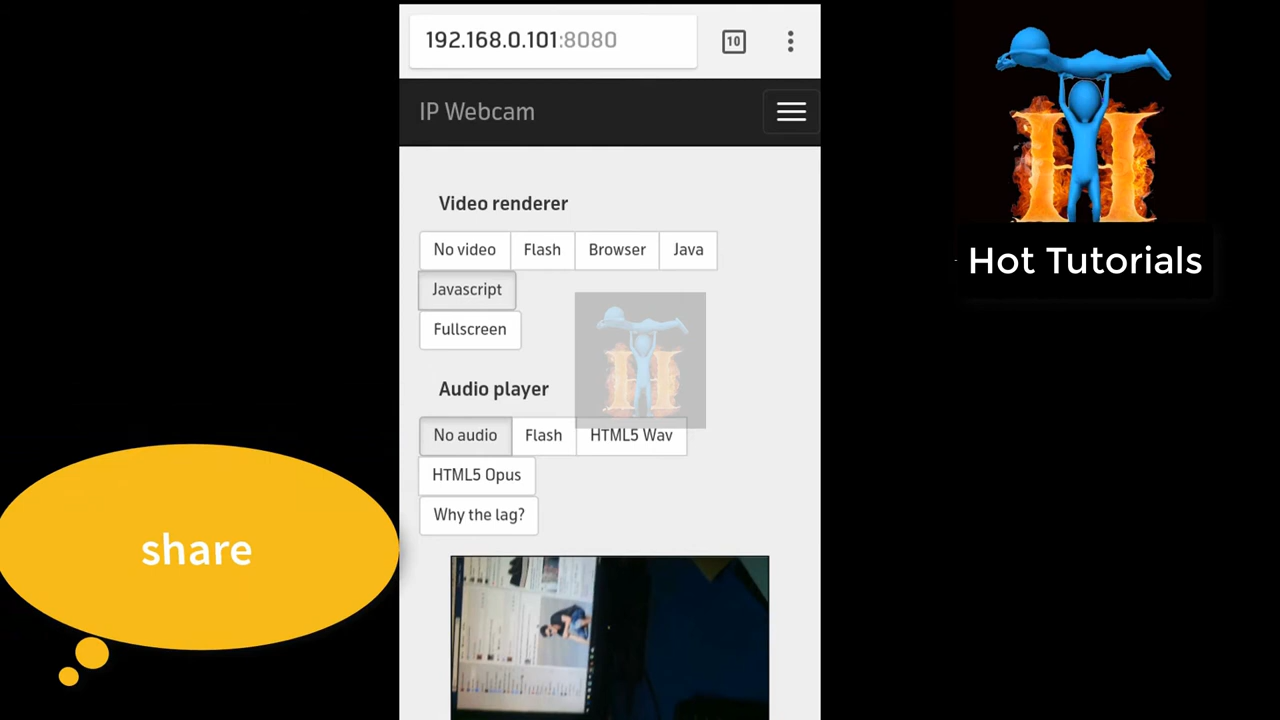 192.168.0.101:8080
10
IP Webcam
Video renderer
No video Flash Browser Java
Javascript
Fullscreen
Audio player
No audio Flash HTML5 Wav
HTML5 Opus
Why the lag?
share
H
Hot Tutorials
H